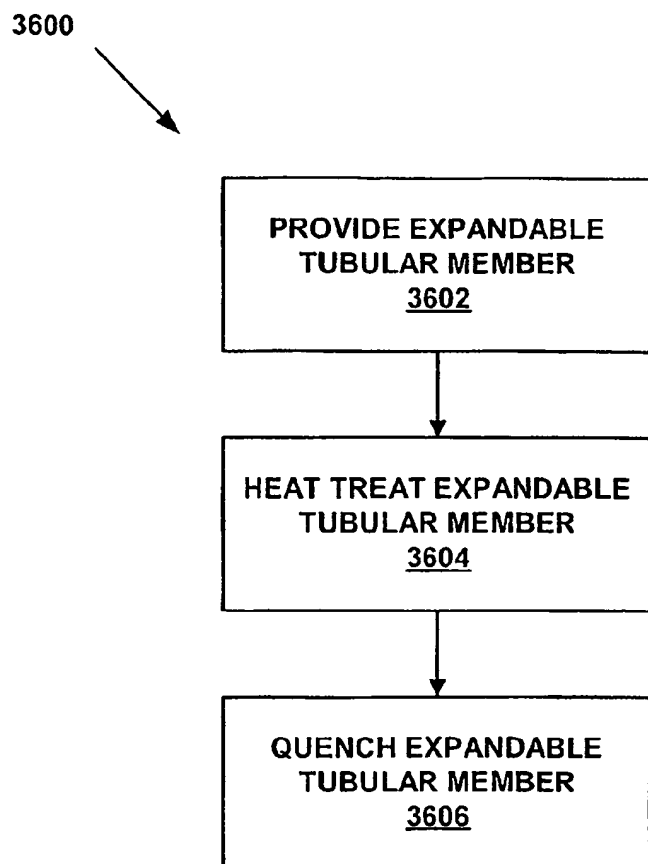 3600
PROVIDE EXPANDABLE
TUBULAR MEMBER
3602
HEAT TREAT EXPANDABLE
TUBULAR MEMBER
3604
QUENCH EXPANDABLE
TUBULAR MEMBER
3606